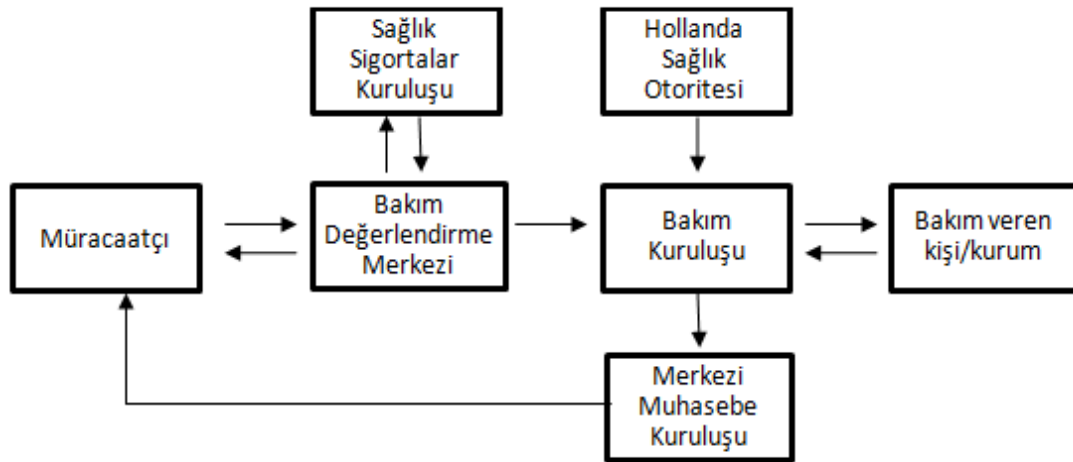 Sağlık
Sigortalar
Kuruluşu
Hollanda
Sağlık
Otoritesi
Müracaatçı
Bakım
Değerlendirme
Merkezi
Bakım
Kuruluşu
Bakım veren
kişi/kurum
Merkezi
Muhasebe
Kuruluşu